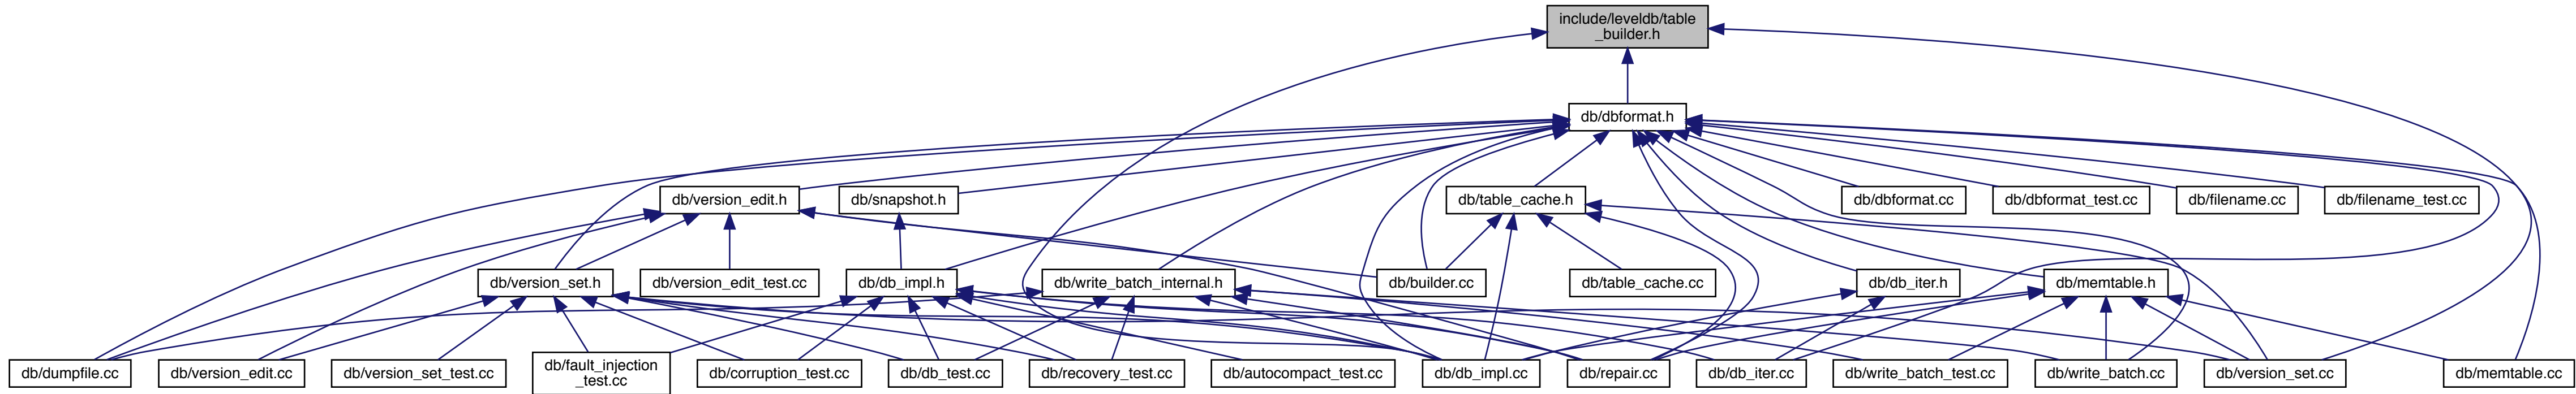 include/leveldb/table
_builder.h
db/dbformat.h
db/version_edit.h
db/snapshot.h
db/table_cache.h
db/dbformat.cc
db/dbformat_test.cc
db/filename.cc
db/filename_test.cc
db/version_set.h
db/version_edit_test.cc
db/db_impl.h
db/write_batch_internal.h
db/builder.cc
db/table_cache.cc
db/db_iter.h
db/memtable.h
db/dumpfile.cc
db/version_edit.cc
db/version_set_test.cc
db/fault_injection
_test.cc
db/corruption_test.cc
db/db_test.cc
db/recovery_test.cc
db/autocompact_test.cc
db/db_impl.cc
db/repair.cc
db/db_iter.cc
db/write_batch_test.cc
db/write_batch.cc
db/version_set.cc
db/memtable.cc